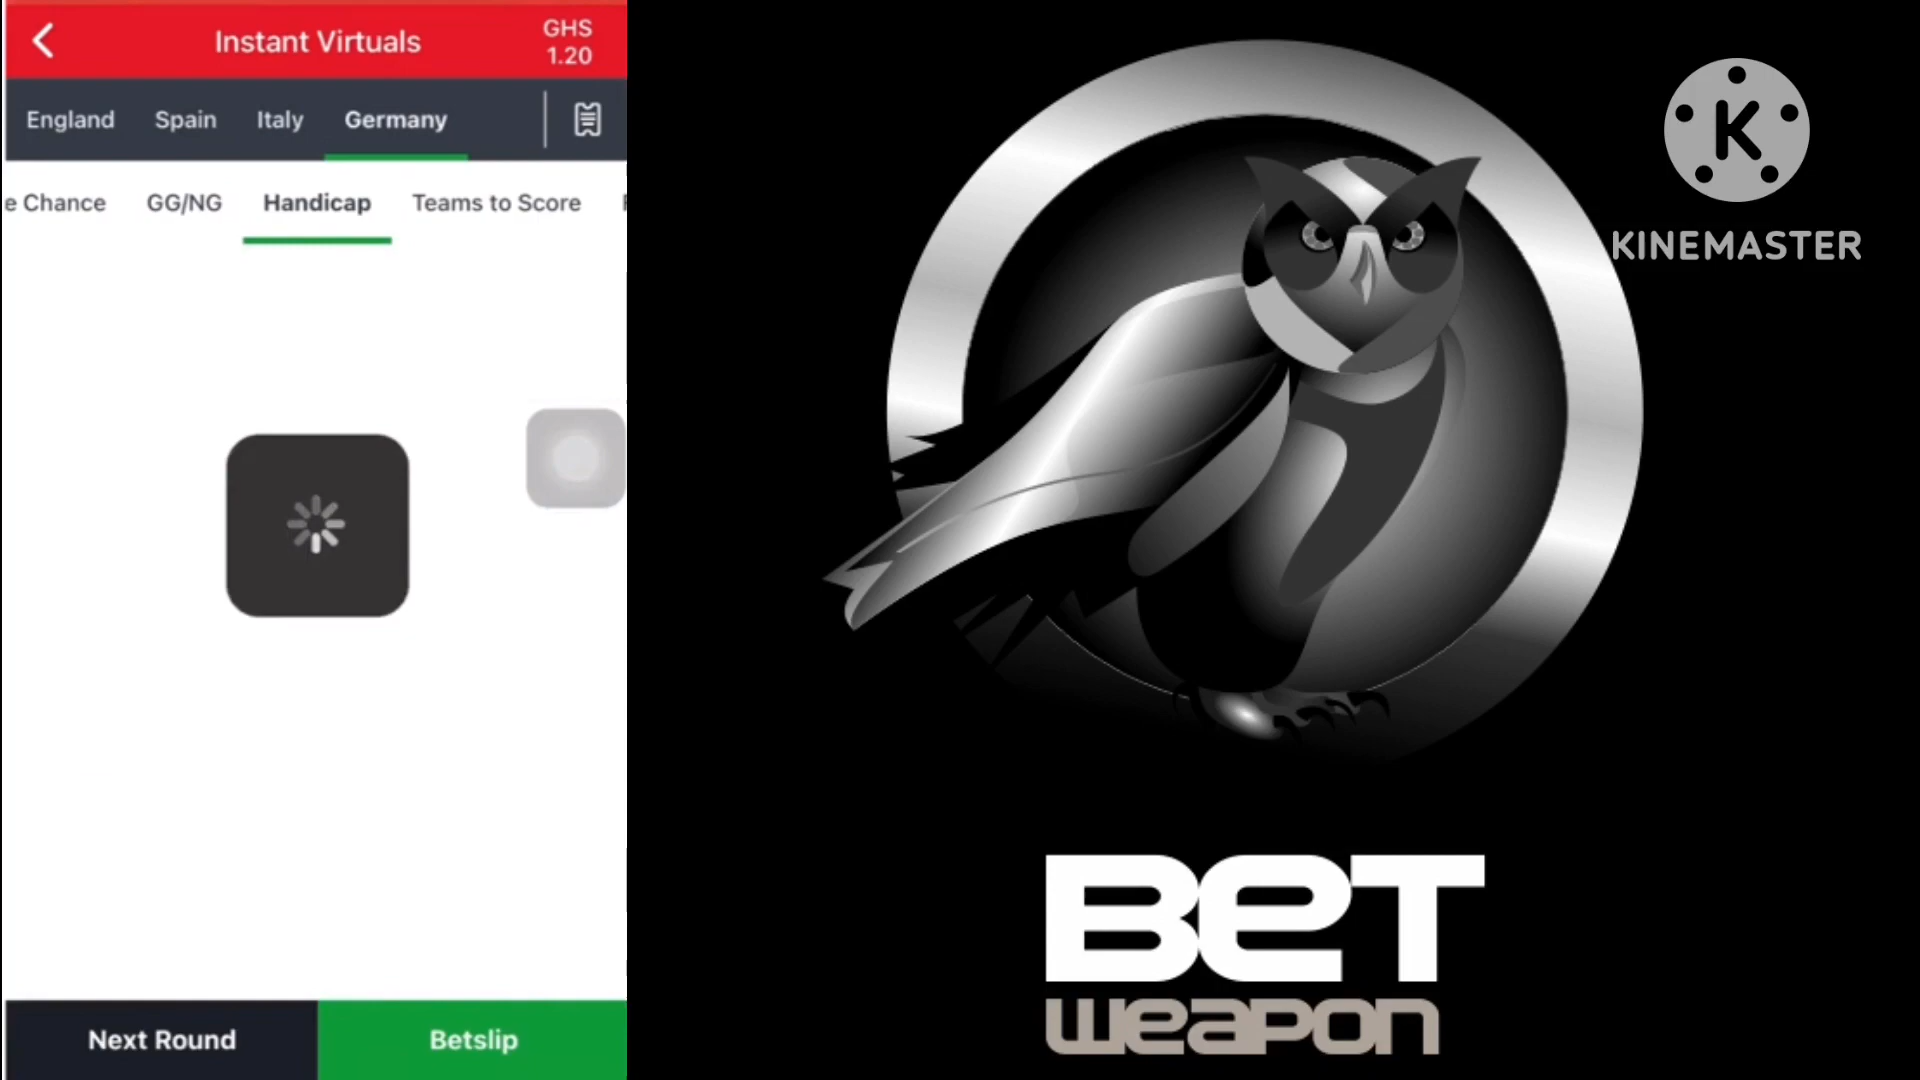 Instant Virtuals
GHS
1.20
England Spain Italy Germany
e Chance GG/NG Handicap Teams to Score
Next Round Betslip
K
KINEMASTER
BET
weapon